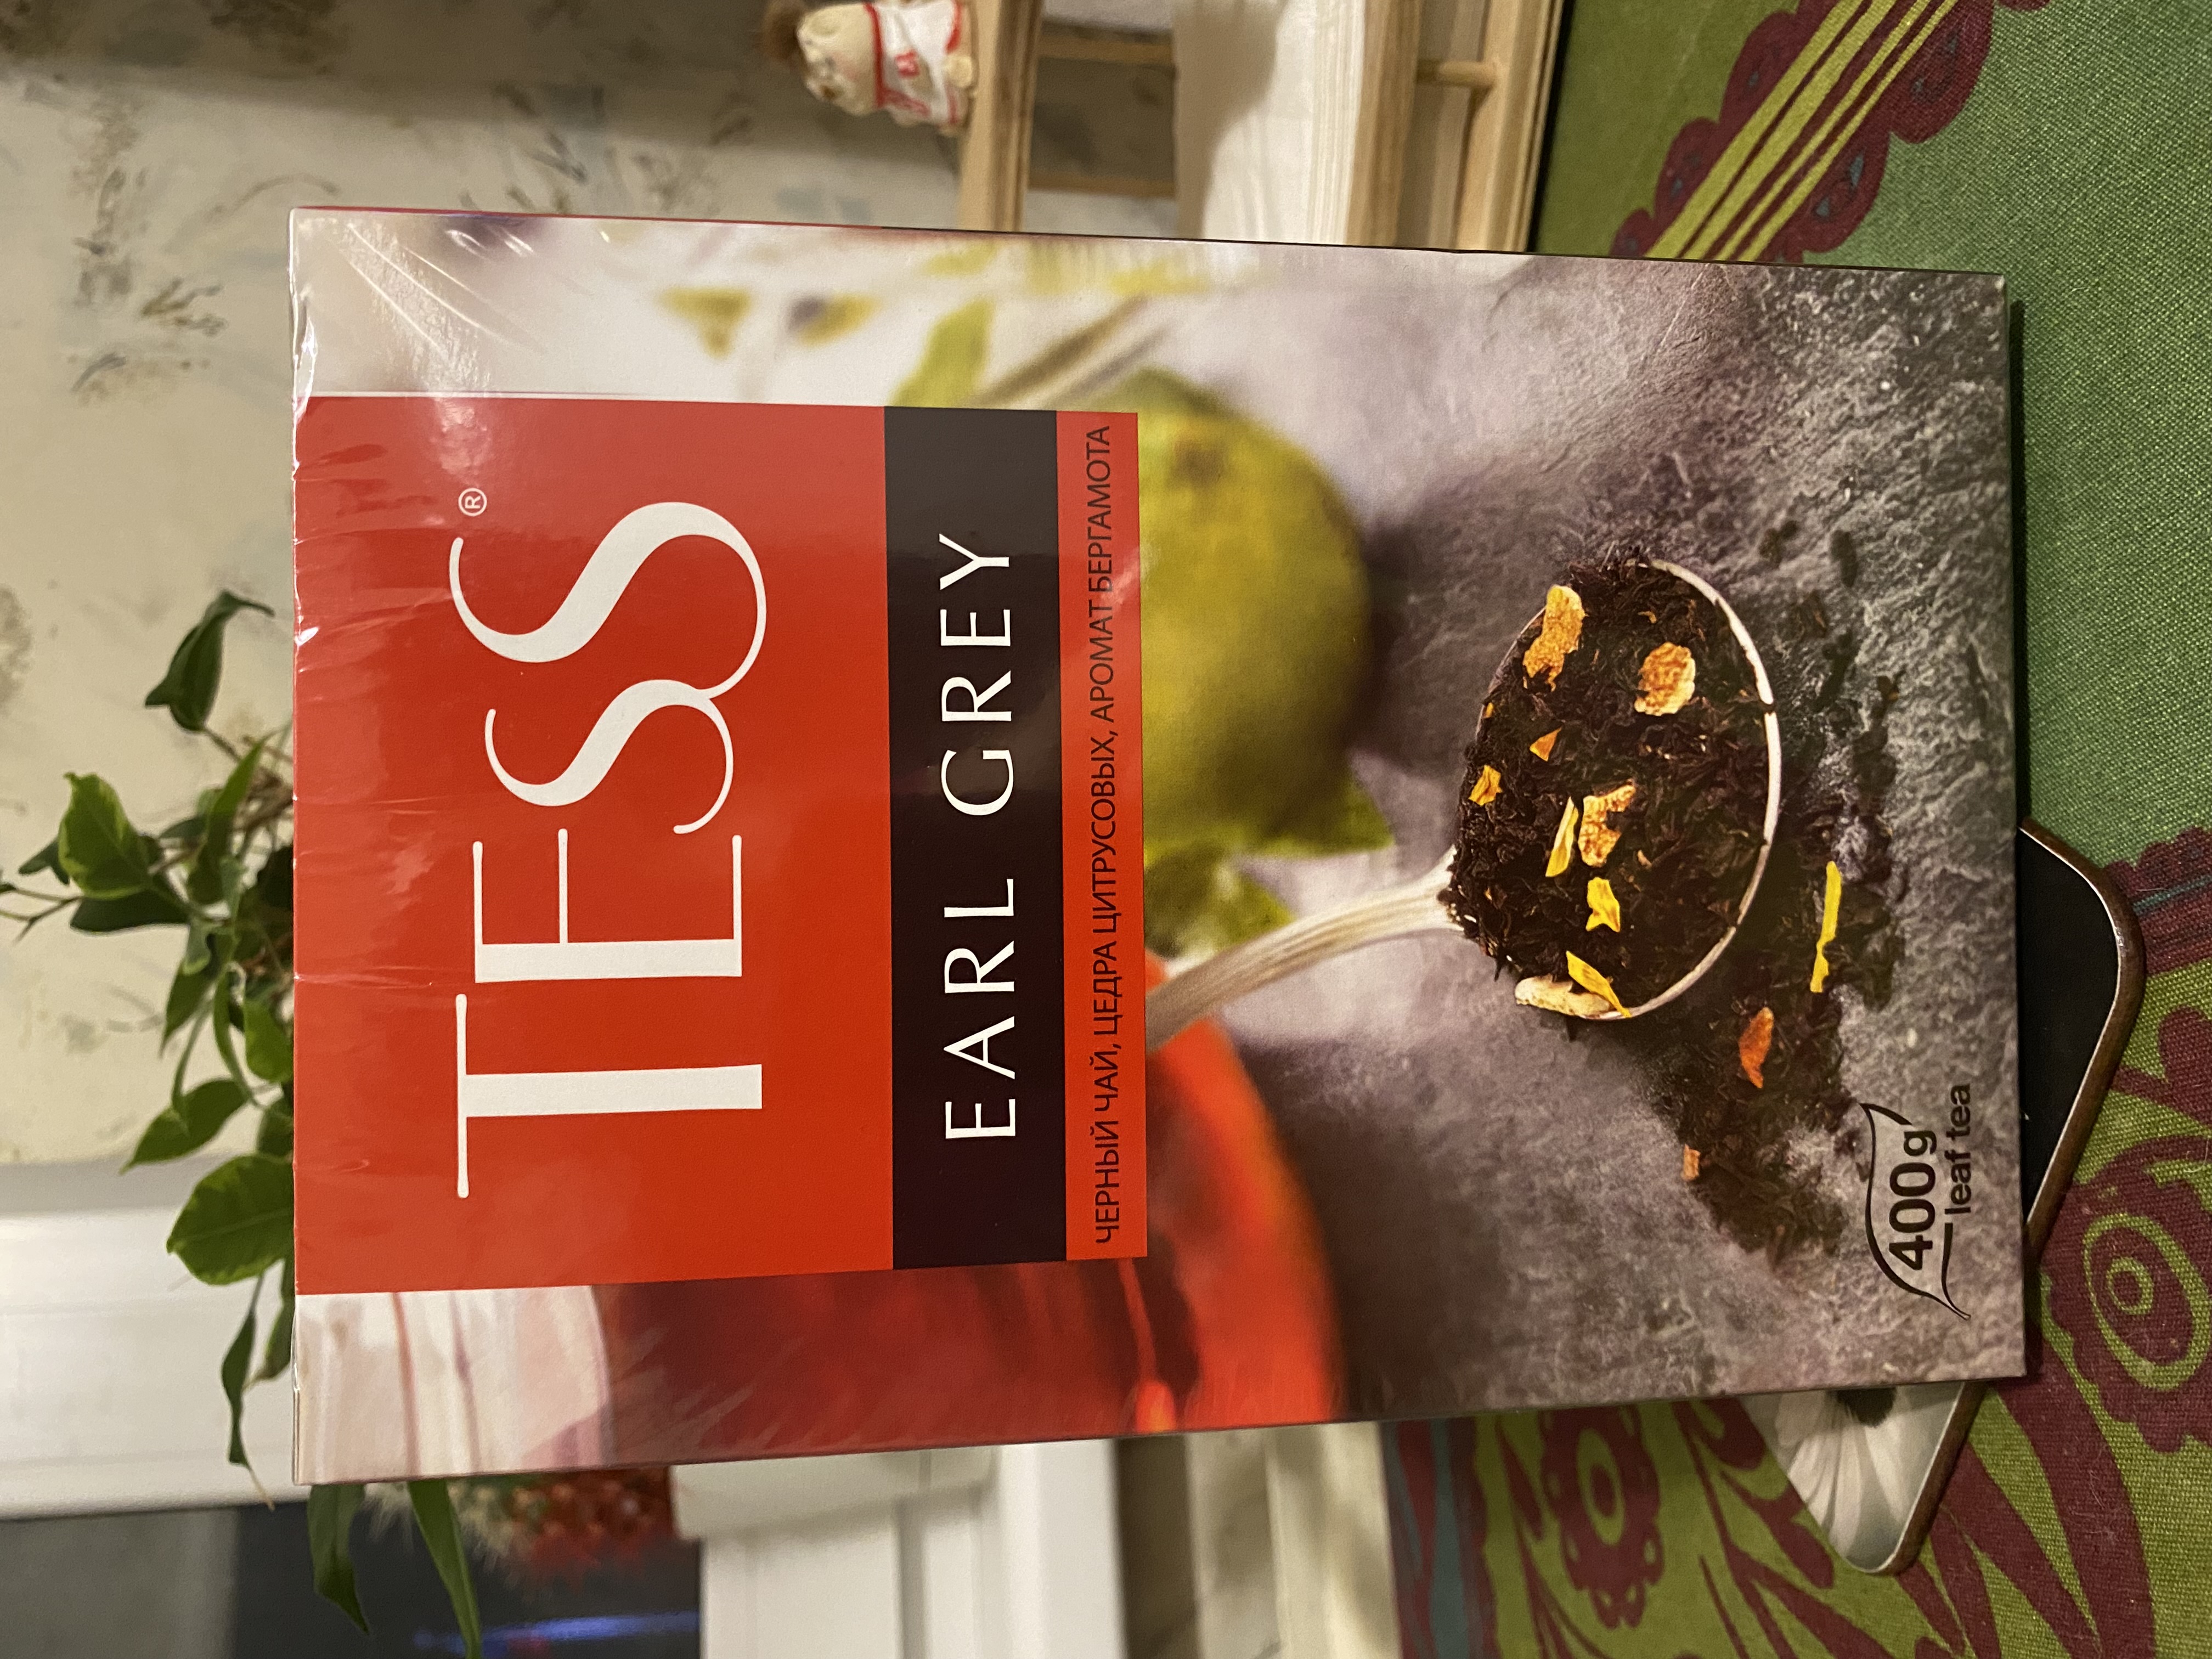 TESS®
EARL GREY
ЧЕРНЫЙ ЧАЙ, ЦЕДРА ЦИТРУСОВЫХ, АРОМАТ БЕРГАМОТА
400g
leaf tea